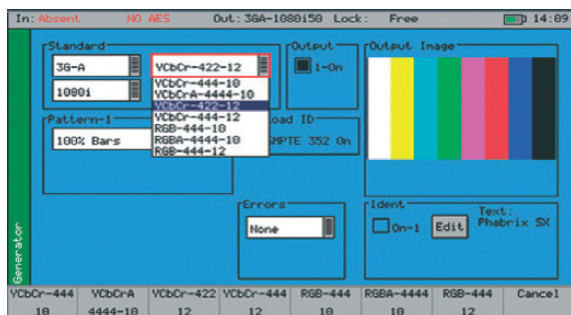 In: Absent NO AES Out: 3GA-1080i50 Lock: Free 14:09
Standard
3G-A
YCbCr-422-12
1080i
YCbCr-444-10
YCbCrA-4444-10
YCbCr-422-12
YCbCr-444-12
RGB-444-10
RGBA-4444-10
RGB-444-12
Output
1-On
Output Image
Pattern-1
100% Bars
oad ID
SMPTE 352 On
Errors
None
Ident
On-1
Edit
Text:
Phabrix SX
Generator
YCbCr-444 YCbCrA YCbCr-422 YCbCr-444 RGB-444 RGBA-4444 RGB-444 Cancel
10 4444-10 12 12 10 10 12